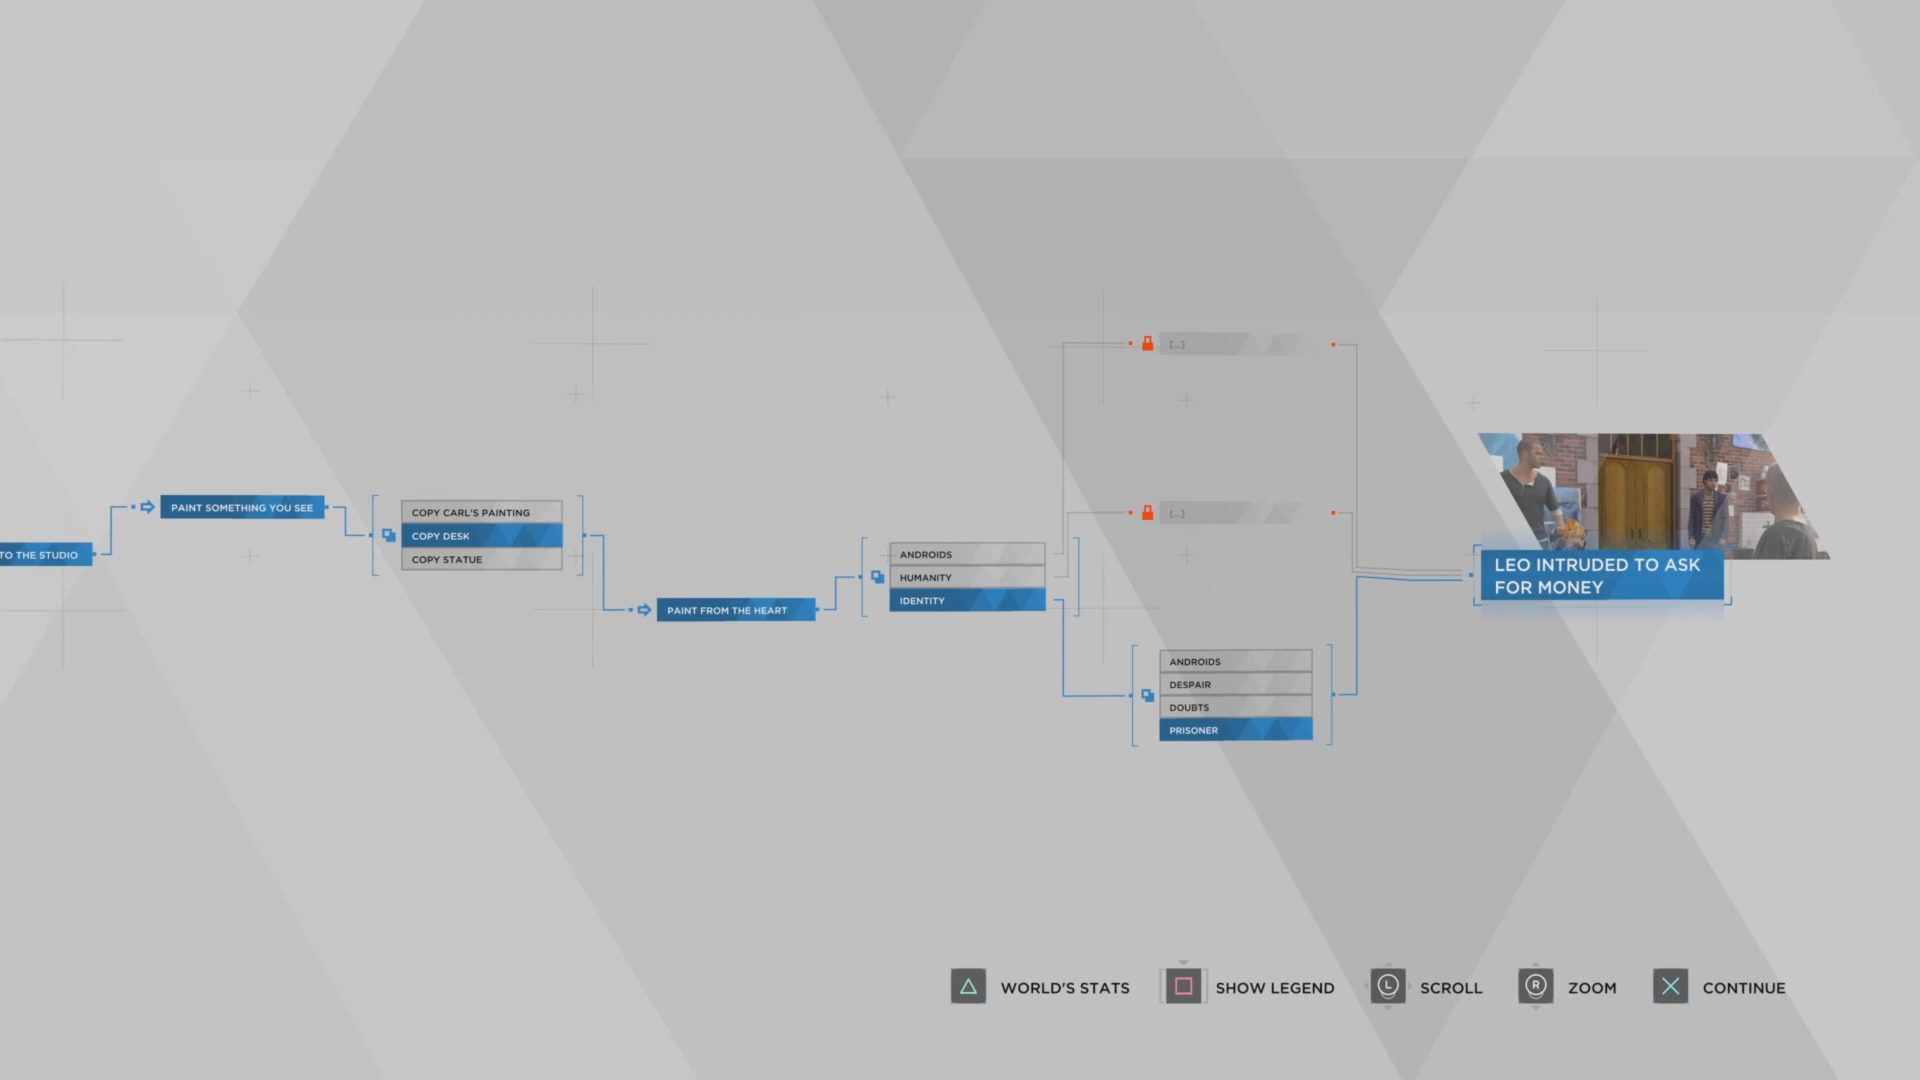 [...]
[...]
TO THE STUDIO
PAINT SOMETHING YOU SEE
COPY CARL'S PAINTING
COPY DESK
COPY STATUE
PAINT FROM THE HEART
ANDROIDS
HUMANITY
IDENTITY
ANDROIDS
DESPAIR
DOUBTS
PRISONER
LEO INTRUDED TO ASK
FOR MONEY
WORLD'S STATS
SHOW LEGEND
L
SCROLL
R
ZOOM
CONTINUE